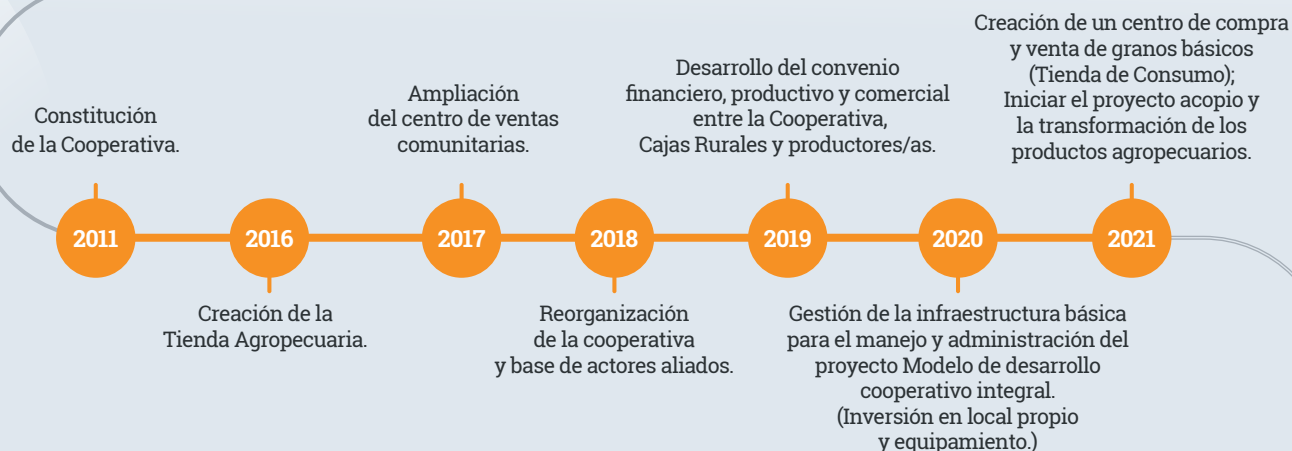 Constitución
de la Cooperativa.
2011
2016
Creación de la
Tienda Agropecuaria.
Ampliación
del centro de ventas
comunitarias.
2017
2018
Reorganización
de la cooperativa
y base de actores aliados.
Desarrollo del convenio
financiero, productivo y comercial
entre la Cooperativa,
Cajas Rurales y productores/as.
2019
2020
Gestión de la infraestructura básica
para el manejo y administración del
proyecto Modelo de desarrollo
cooperativo integral.
(Inversión en local propio
y equipamiento.)
Creación de un centro de compra
y venta de granos básicos
(Tienda de Consumo);
Iniciar el proyecto acopio y
la transformación de los
productos agropecuarios.
2021